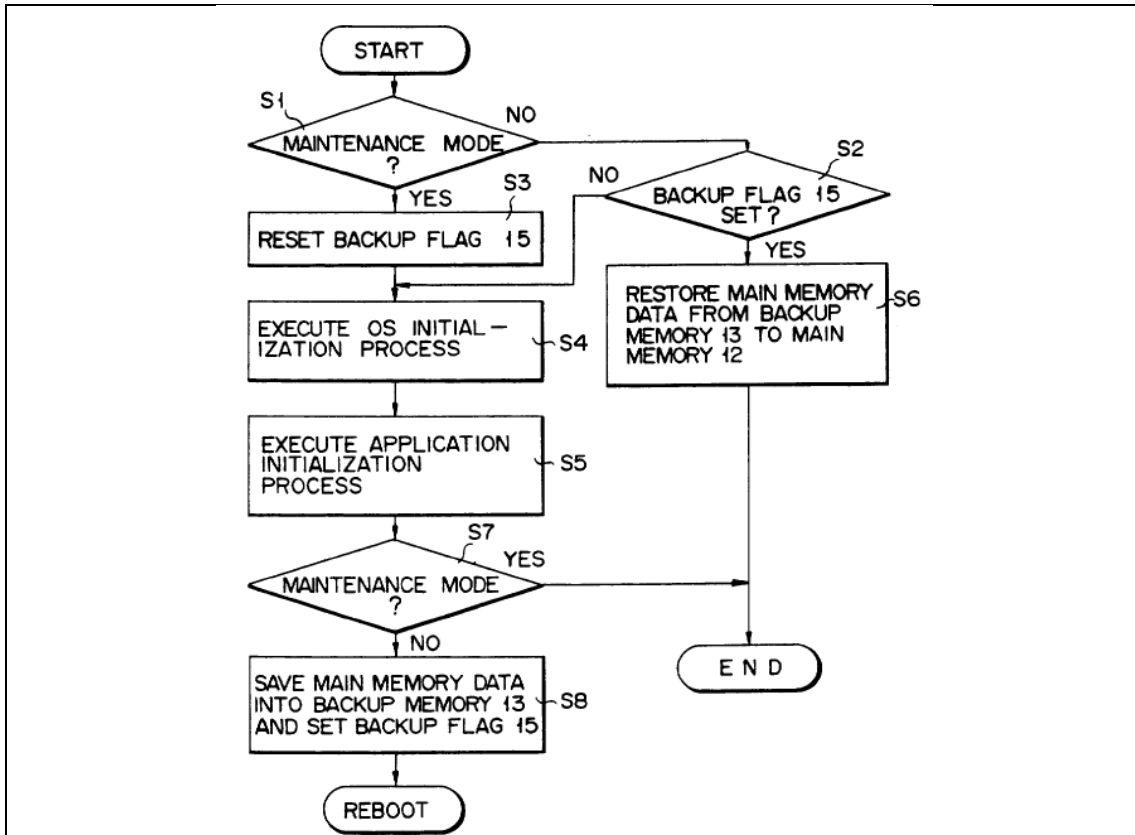 START
S1
MAINTENANCE MODE
?
NO
YES
S2
BACKUP FLAG 15
SET?
NO
YES
S3
RESET BACKUP FLAG 15
RESTORE MAIN MEMORY
DATA FROM BACKUP
MEMORY 13 TO MAIN
MEMORY 12
S6
EXECUTE OS INITIAL-
IZATION PROCESS
S4
EXECUTE APPLICATION
INITIALIZATION
PROCESS
S5
S7
MAINTENANCE MODE
?
YES
NO
END
SAVE MAIN MEMORY DATA
INTO BACKUP MEMORY 13
AND SET BACKUP FLAG 15
S8
REBOOT